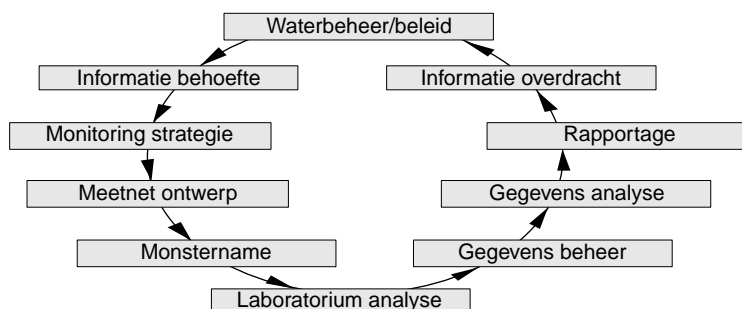 Waterbeheer/beleid
Informatie behoefte
Informatie overdracht
Monitoring strategie
Rapportage
Meetnet ontwerp
Gegevens analyse
Monstername
Gegevens beheer
Laboratorium analyse